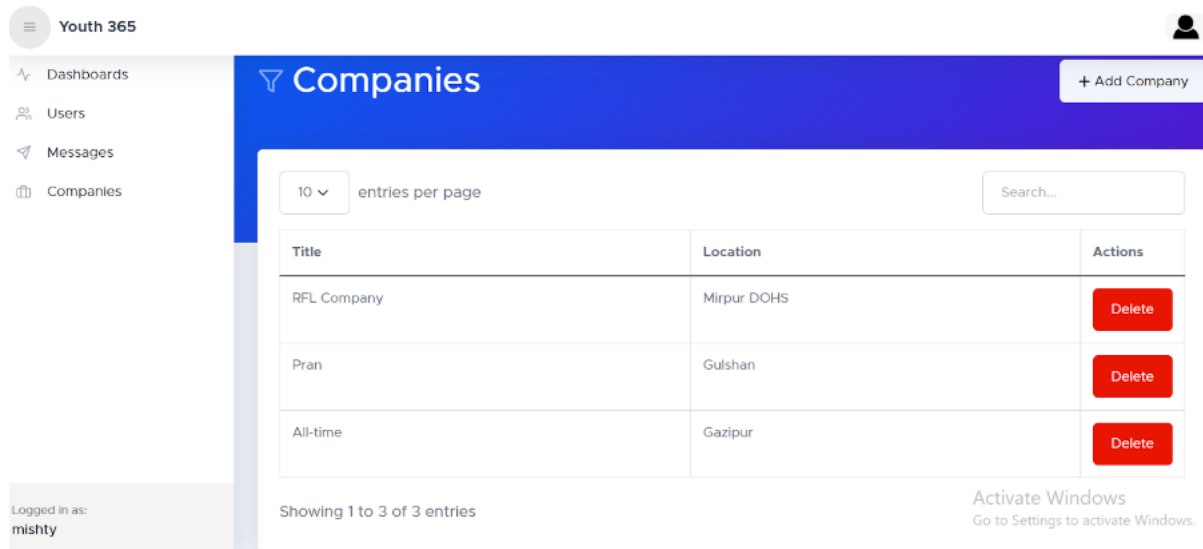 Youth 365
Dashboards
Users
Messages
Companies
Companies
+ Add Company
10 entries per page
Search...
Title Location Actions
RFL Company Mirpur DOHS Delete
Pran Gulshan Delete
All-time Gazipur Delete
Showing 1 to 3 of 3 entries
Activate Windows
Go to Settings to activate Windows.
Logged in as:
mishty